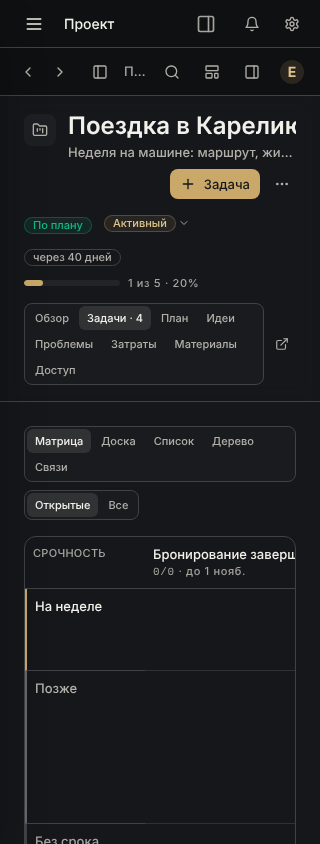 Проект
П...
E
Поездка в Карелию
Неделя на машине: маршрут, жи...
+ Задача
По плану
Активный
через 40 дней
1 из 5 · 20%
Обзор Задачи · 4 План Идеи
Проблемы Затраты Материалы
Доступ
Матрица Доска Список Дерево
Связи
Открытые Все
СРОЧНОСТЬ
Бронирование заверш
0/0 · до 1 нояб.
На неделе
Позже
Без срока